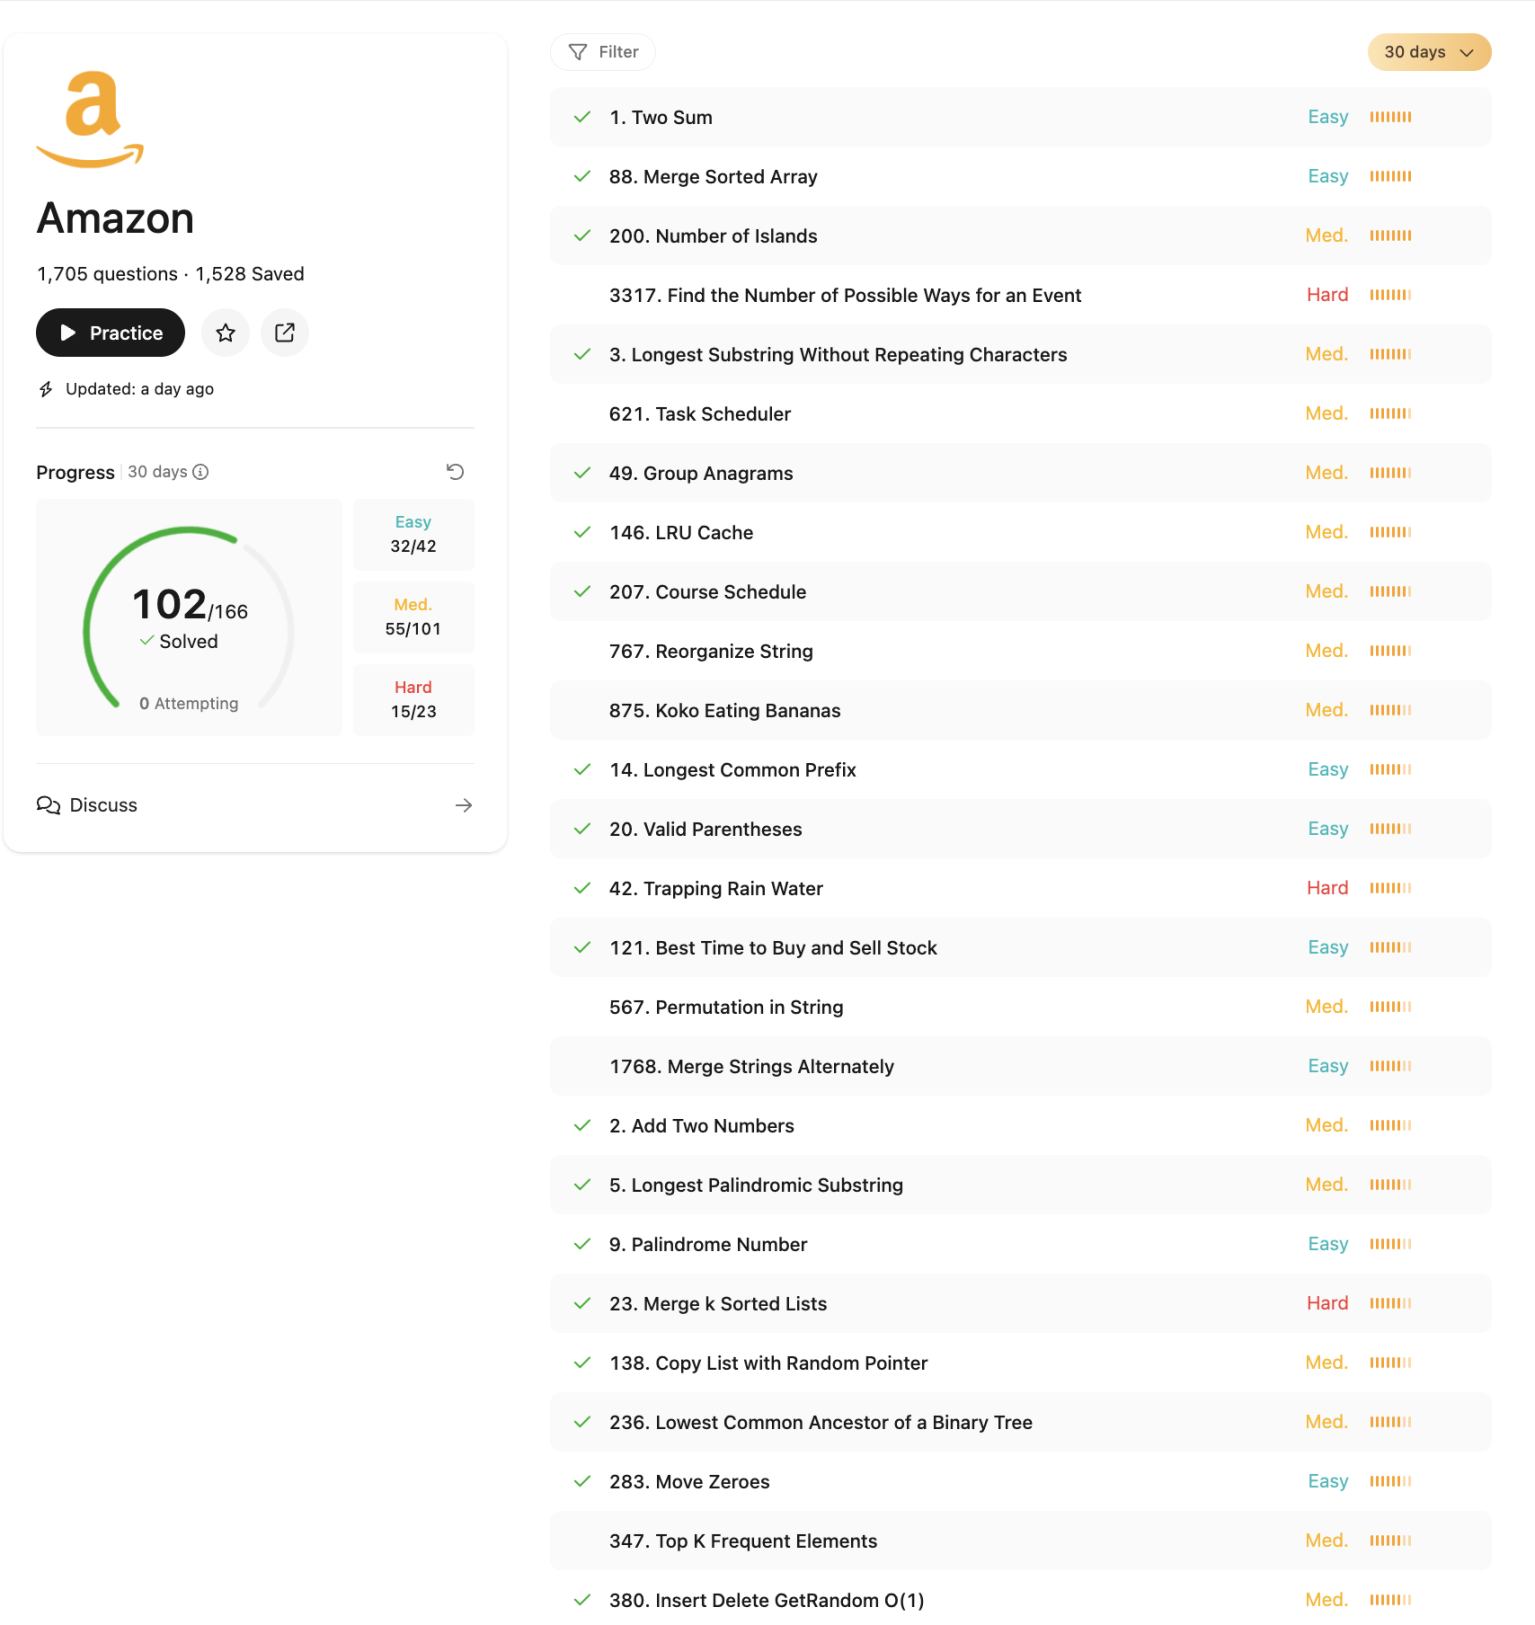 Amazon
1,705 questions · 1,528 Saved
Practice
Updated: a day ago
Progress 30 days
102/166
Solved
0 Attempting
Easy
32/42
Med.
55/101
Hard
15/23
Discuss
Filter
30 days
1. Two Sum Easy
88. Merge Sorted Array Easy
200. Number of Islands Med.
3317. Find the Number of Possible Ways for an Event Hard
3. Longest Substring Without Repeating Characters Med.
621. Task Scheduler Med.
49. Group Anagrams Med.
146. LRU Cache Med.
207. Course Schedule Med.
767. Reorganize String Med.
875. Koko Eating Bananas Med.
14. Longest Common Prefix Easy
20. Valid Parentheses Easy
42. Trapping Rain Water Hard
121. Best Time to Buy and Sell Stock Easy
567. Permutation in String Med.
1768. Merge Strings Alternately Easy
2. Add Two Numbers Med.
5. Longest Palindromic Substring Med.
9. Palindrome Number Easy
23. Merge k Sorted Lists Hard
138. Copy List with Random Pointer Med.
236. Lowest Common Ancestor of a Binary Tree Med.
283. Move Zeroes Easy
347. Top K Frequent Elements Med.
380. Insert Delete GetRandom O(1) Med.